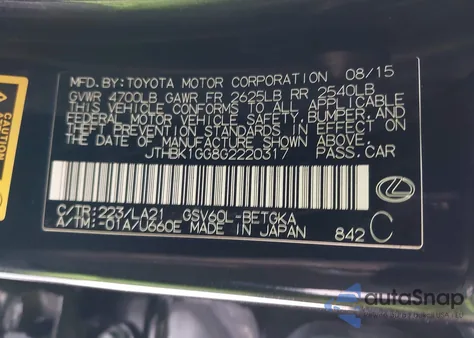 MFD.BY:TOYOTA MOTOR CORPORATION 08/15
GVWR 4700LB GAWR FR 2625LB RR 2540LB
THIS VEHICLE CONFORMS TO ALL APPLICABLE
FEDERAL MOTOR VEHICLE SAFETY,BUMPER,AND
THEFT PREVENTION STANDARDS IN EFFECT ON
THE DATE OF MANUFACTURE SHOWN ABOVE.
JTHBK1GG8G2220317 PASS.CAR
C/TR:223/LA21 GSV60L-BETGKA
A/TM:-01A/U660E MADE IN JAPAN 842 C
CAUTION
autoSnap